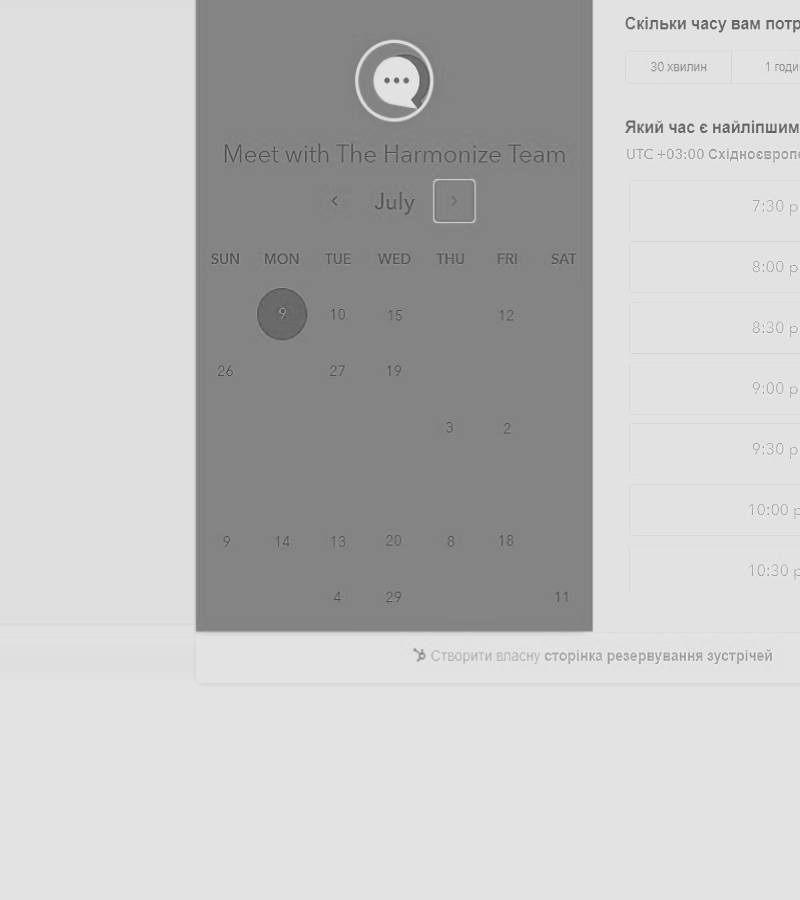 Meet with The Harmonize Team
July
SUN MON TUE WED THU FRI SAT
9 10 15 12
26 27 19
3 2
9 14 13 20 8 18
4 29 11
Скільки часу вам
30 хвилин 1
Який час є найліпшим
UTC +03:00
7:30
8:00
8:30
9:00
9:30
10:00
10:30
Створити власну сторінка резервування зустрічей